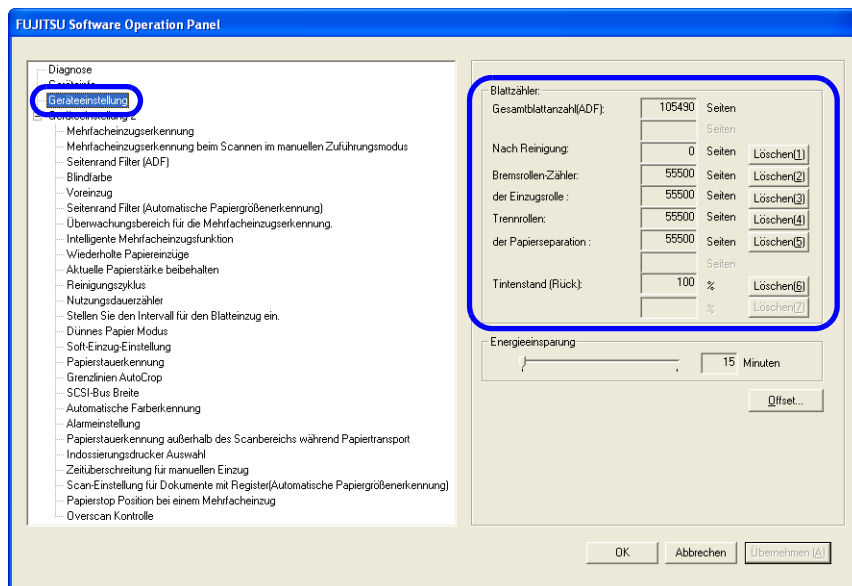 FUJITSU Software Operation Panel
Diagnose
Geräteinfo
Geräteeinstellung
Geräteeinstellung 2
Mehrfacheinzugserkennung
Mehrfacheinzugserkennung beim Scannen im manuellen Zuführungsmodus
Seitenrand Filter (ADF)
Blindfarbe
Voreinzug
Seitenrand Filter (Automatische Papiergrößenerkennung)
Überwachungsbereich für die Mehrfacheinzugserkennung.
Intelligente Mehrfacheinzugsfunktion
Wiederholte Papiereinzüge
Aktuelle Papierstärke beibehalten
Reinigungszyklus
Nutzungsdauerzähler
Stellen Sie den Intervall für den Blatteinzug ein.
Dünnes Papier Modus
Soft-Einzug-Einstellung
Papierstauerkennung
Grenzlinien AutoCrop
SCSI-Bus Breite
Automatische Farberkennung
Alarmeinstellung
Papierstauerkennung außerhalb des Scanbereichs während Papiertransport
Indossierungsdrucker Auswahl
Zeitüberschreitung für manuellen Einzug
Scan-Einstellung für Dokumente mit Register(Automatische Papiergrößenerkennung)
Papierstop Position bei einem Mehrfacheinzug
Overscan Kontrolle
Blattzähler:
Gesamtblattanzahl(ADF): 105490 Seiten
Seiten
Nach Reinigung: 0 Seiten Löschen(1)
Bremsrollen-Zähler: 55500 Seiten Löschen(2)
der Einzugsrolle : 55500 Seiten Löschen(3)
Trennrollen: 55500 Seiten Löschen(4)
der Papierseparation : 55500 Seiten Löschen(5)
Seiten
Tintenstand (Rück): 100 % Löschen(6)
% Löschen(7)
Energieeinsparung
15 Minuten
Offset...
OK Abbrechen Übernehmen (A)